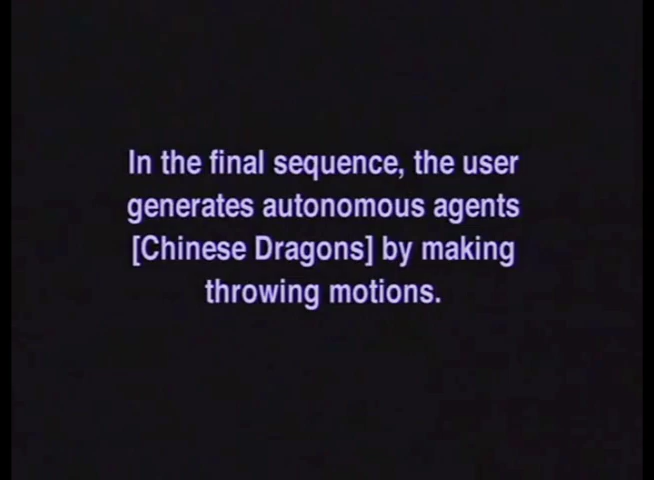 In the final sequence, the user
generates autonomous agents
[Chinese Dragons] by making
throwing motions.